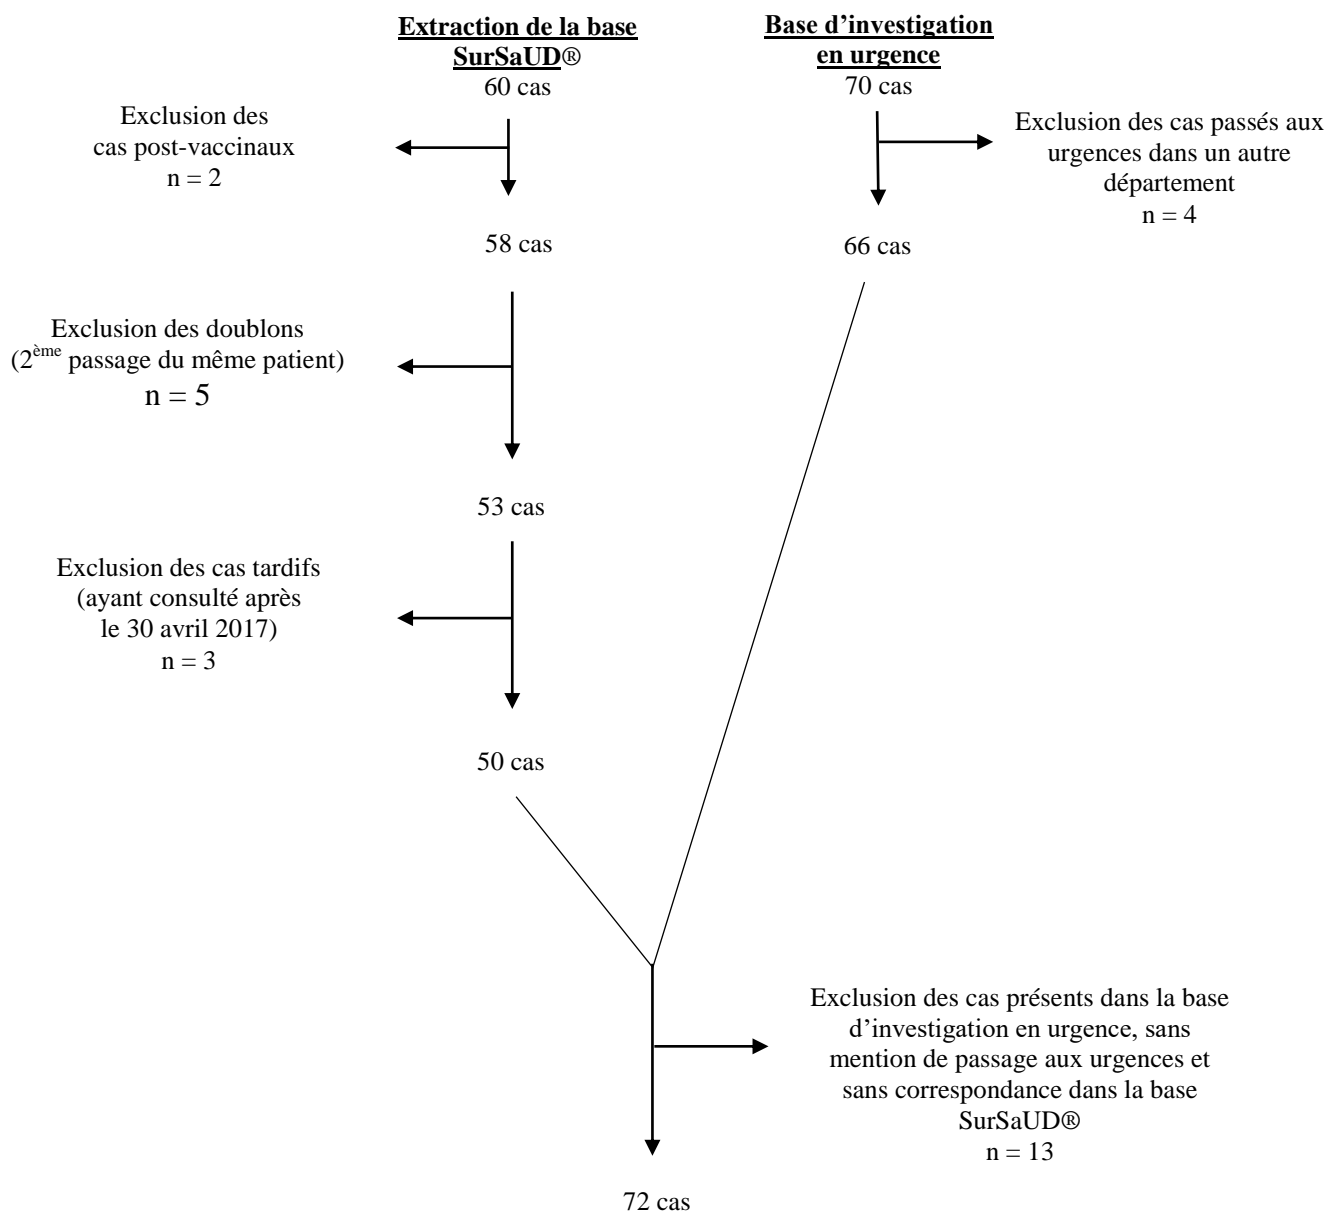 Extraction de la base
SurSaUD®
60 cas
Base d’investigation
en urgence
70 cas
Exclusion des
cas post-vaccinaux
n = 2
Exclusion des cas passés aux
urgences dans un autre
département
n = 4
58 cas
66 cas
Exclusion des doublons
(2ème passage du même patient)
n = 5
53 cas
Exclusion des cas tardifs
(ayant consulté après
le 30 avril 2017)
n = 3
50 cas
Exclusion des cas présents dans la base
d’investigation en urgence, sans
mention de passage aux urgences et
sans correspondance dans la base
SurSaUD®
n = 13
72 cas